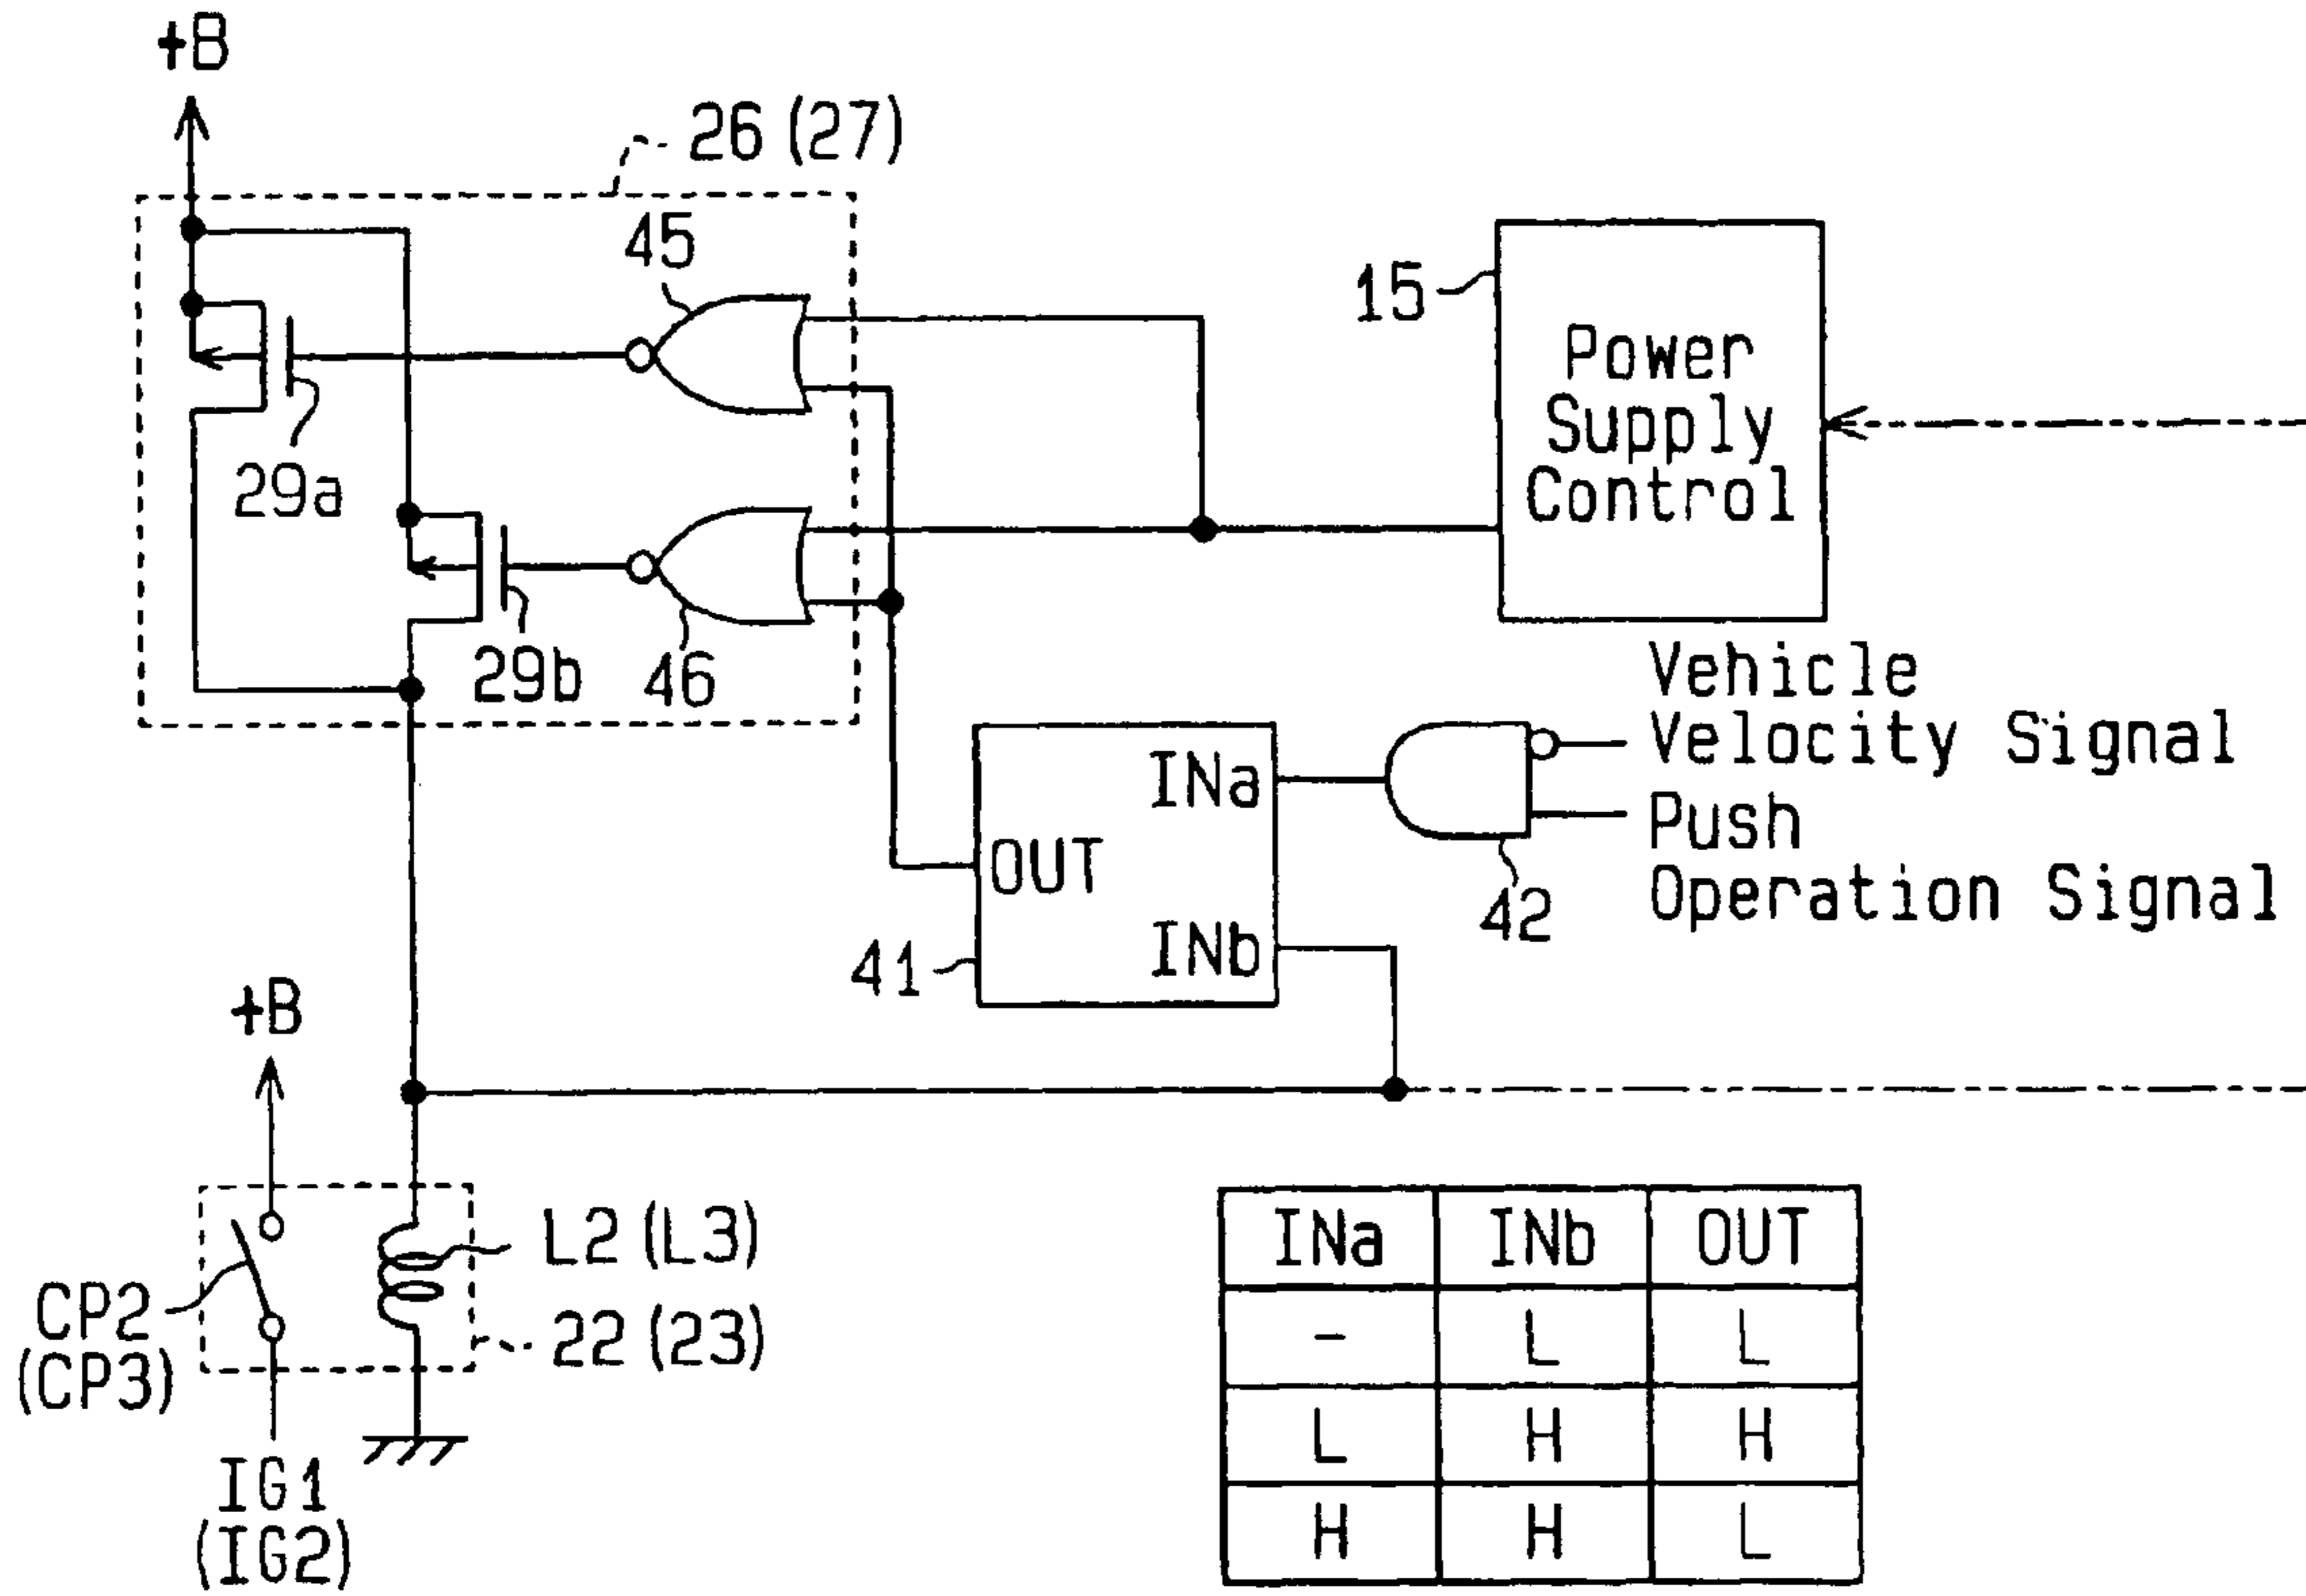 +B
26 (27)
45
15
Power
Supply
Control
29a
29b
46
Vehicle
Velocity Signal
Push
Operation Signal
INa
OUT
INb
41
42
+B
L2 (L3)
22 (23)
CP2
(CP3)
IG1
(IG2)
INa INb OUT
- L L
L H H
H H L